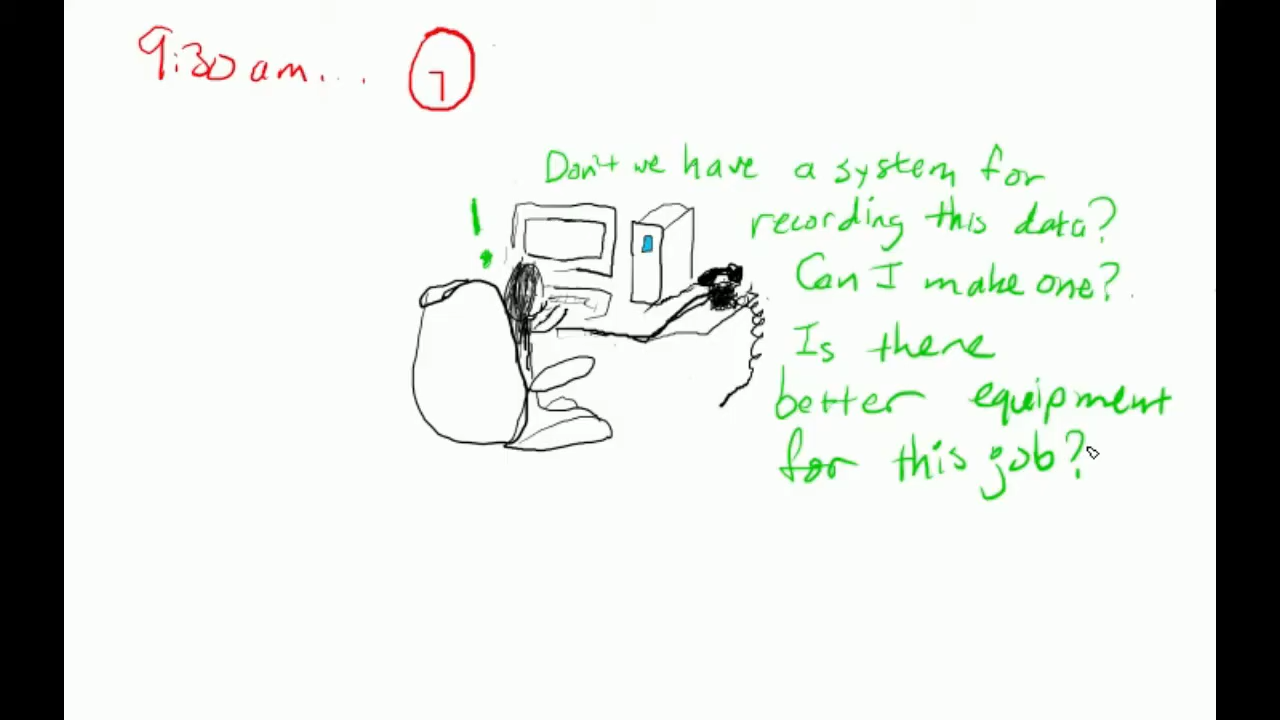 9:30 am...
Don't we have a system for
recording this data?
Can I make one?
Is there
better equipment
for this job?
!